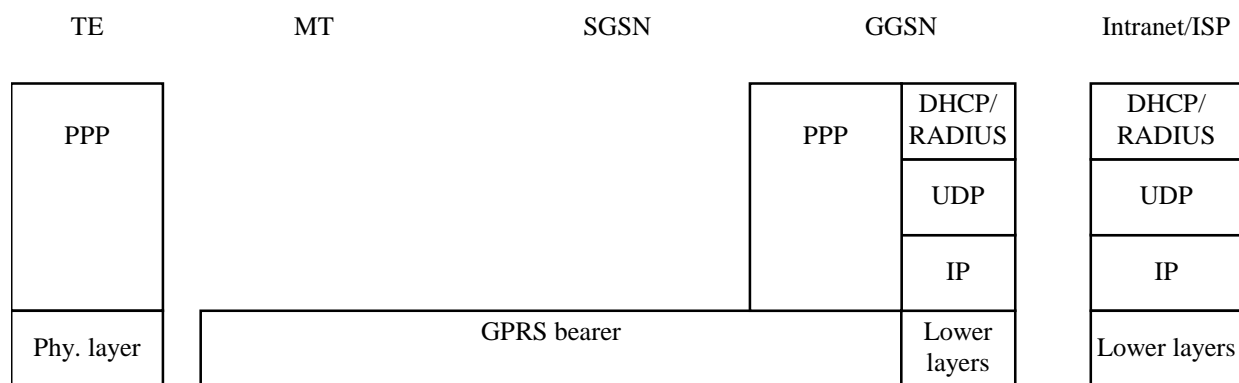 TE MT SGSN GGSN Intranet/ISP
PPP PPP DHCP/ DHCP/
RADIUS RADIUS
UDP UDP
IP IP
Phy. layer GPRS bearer Lower Lower layers
layers